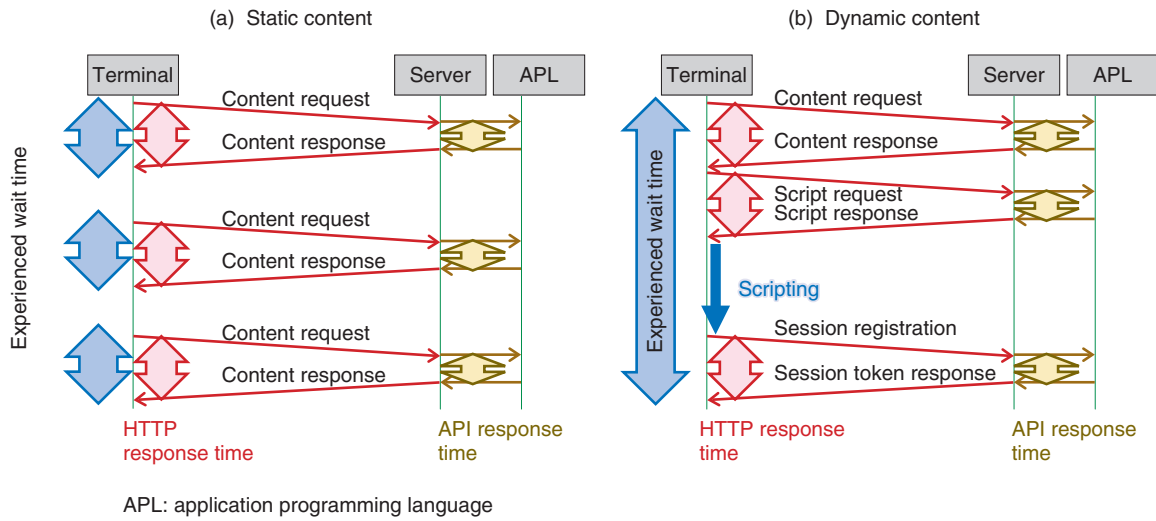 (a) Static content
Terminal
Server
APL
Content request
Content response
Content request
Content response
Content request
Content response
Experienced wait time
HTTP
response time
API response
time
APL: application programming language
(b) Dynamic content
Terminal
Server
APL
Content request
Content response
Script request
Script response
Scripting
Session registration
Session token response
Experienced wait time
HTTP response
time
API response
time